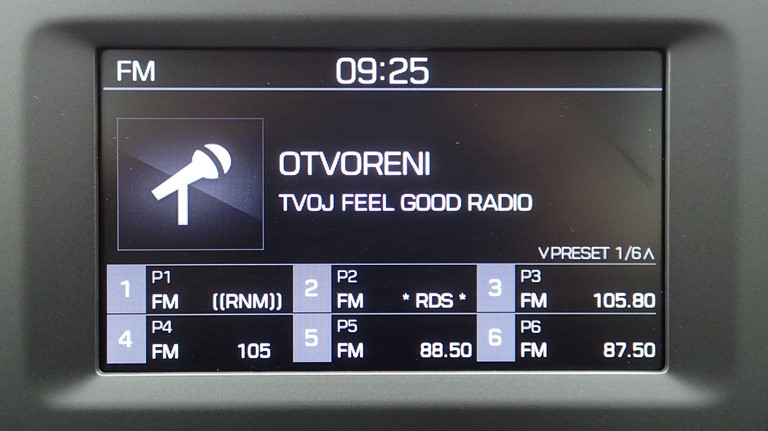 FM 09:25
OTVORENI
TVOJ FEEL GOOD RADIO
∨PRESET 1/6∧
1 P1 FM ((RNM))
2 P2 FM * RDS *
3 P3 FM 105.80
4 P4 FM 105
5 P5 FM 88.50
6 P6 FM 87.50